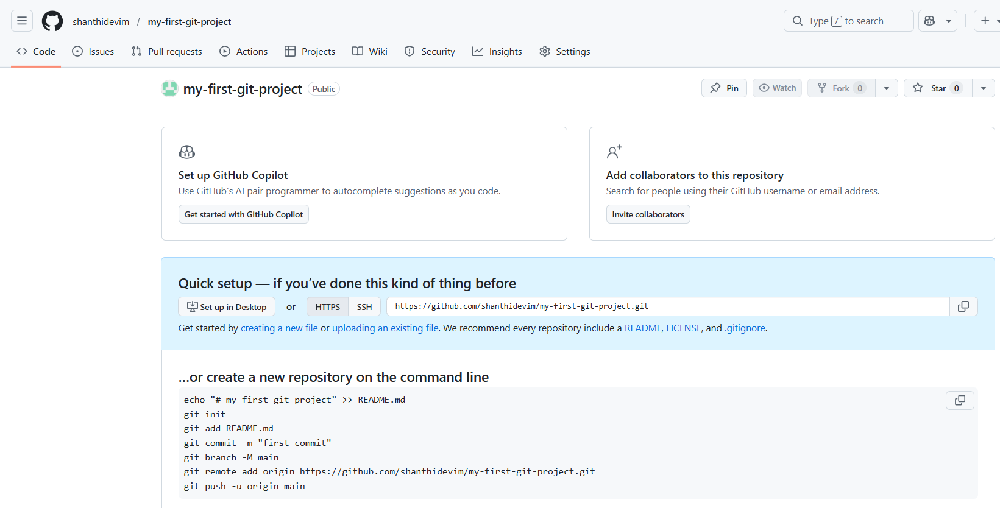 shanthidevim / my-first-git-project
Type / to search
Code Issues Pull requests Actions Projects Wiki Security Insights Settings
my-first-git-project Public
Pin Watch Fork 0 Star 0
Set up GitHub Copilot
Use GitHub's AI pair programmer to autocomplete suggestions as you code.
Get started with GitHub Copilot
Add collaborators to this repository
Search for people using their GitHub username or email address.
Invite collaborators
Quick setup — if you’ve done this kind of thing before
Set up in Desktop or HTTPS SSH https://github.com/shanthidevim/my-first-git-project.git
Get started by creating a new file or uploading an existing file. We recommend every repository include a README, LICENSE, and .gitignore.
…or create a new repository on the command line
echo "# my-first-git-project" >> README.md
git init
git add README.md
git commit -m "first commit"
git branch -M main
git remote add origin https://github.com/shanthidevim/my-first-git-project.git
git push -u origin main